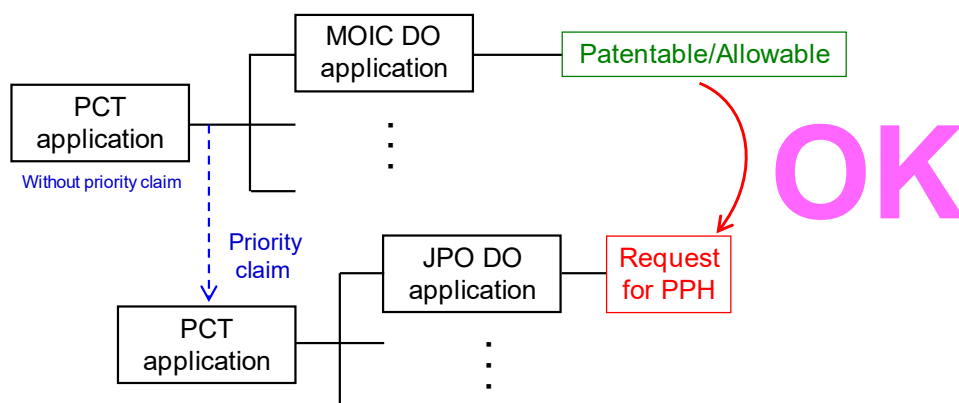 MOIC DO
application
Patentable/Allowable
PCT
application
Without priority claim
OK
Priority
claim
JPO DO
application
Request
for PPH
PCT
application